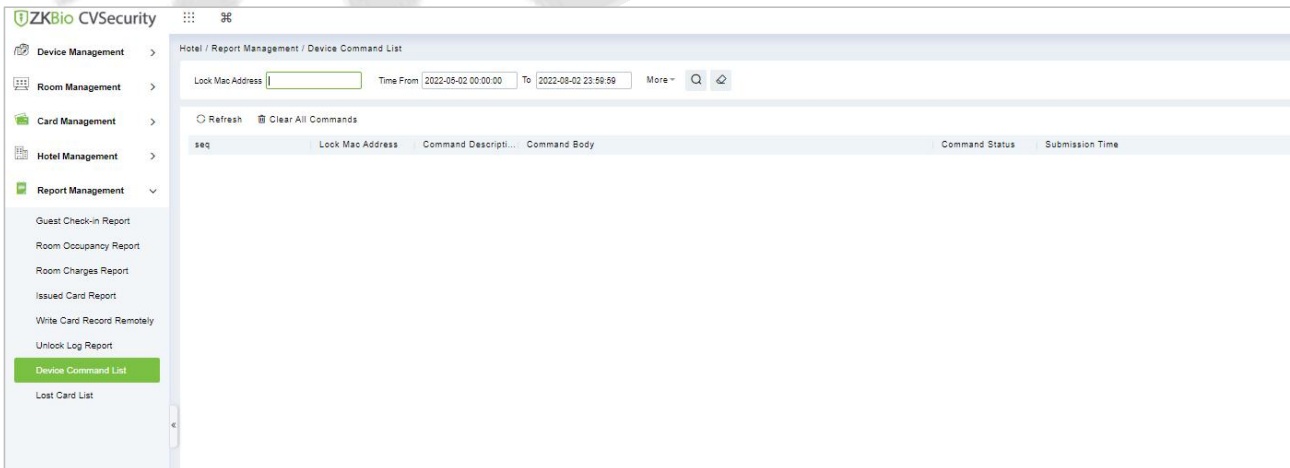 ZKBio CVSecurity
Device Management
Room Management
Card Management
Hotel Management
Report Management
Guest Check-in Report
Room Occupancy Report
Room Charges Report
Issued Card Report
Write Card Record Remotely
Unlock Log Report
Device Command List
Lost Card List
Hotel / Report Management / Device Command List
Lock Mac Address Time From 2022-05-02 00:00:00 To 2022-08-02 23:59:59 More
Refresh Clear All Commands
seq Lock Mac Address Command Descripti... Command Body Command Status Submission Time